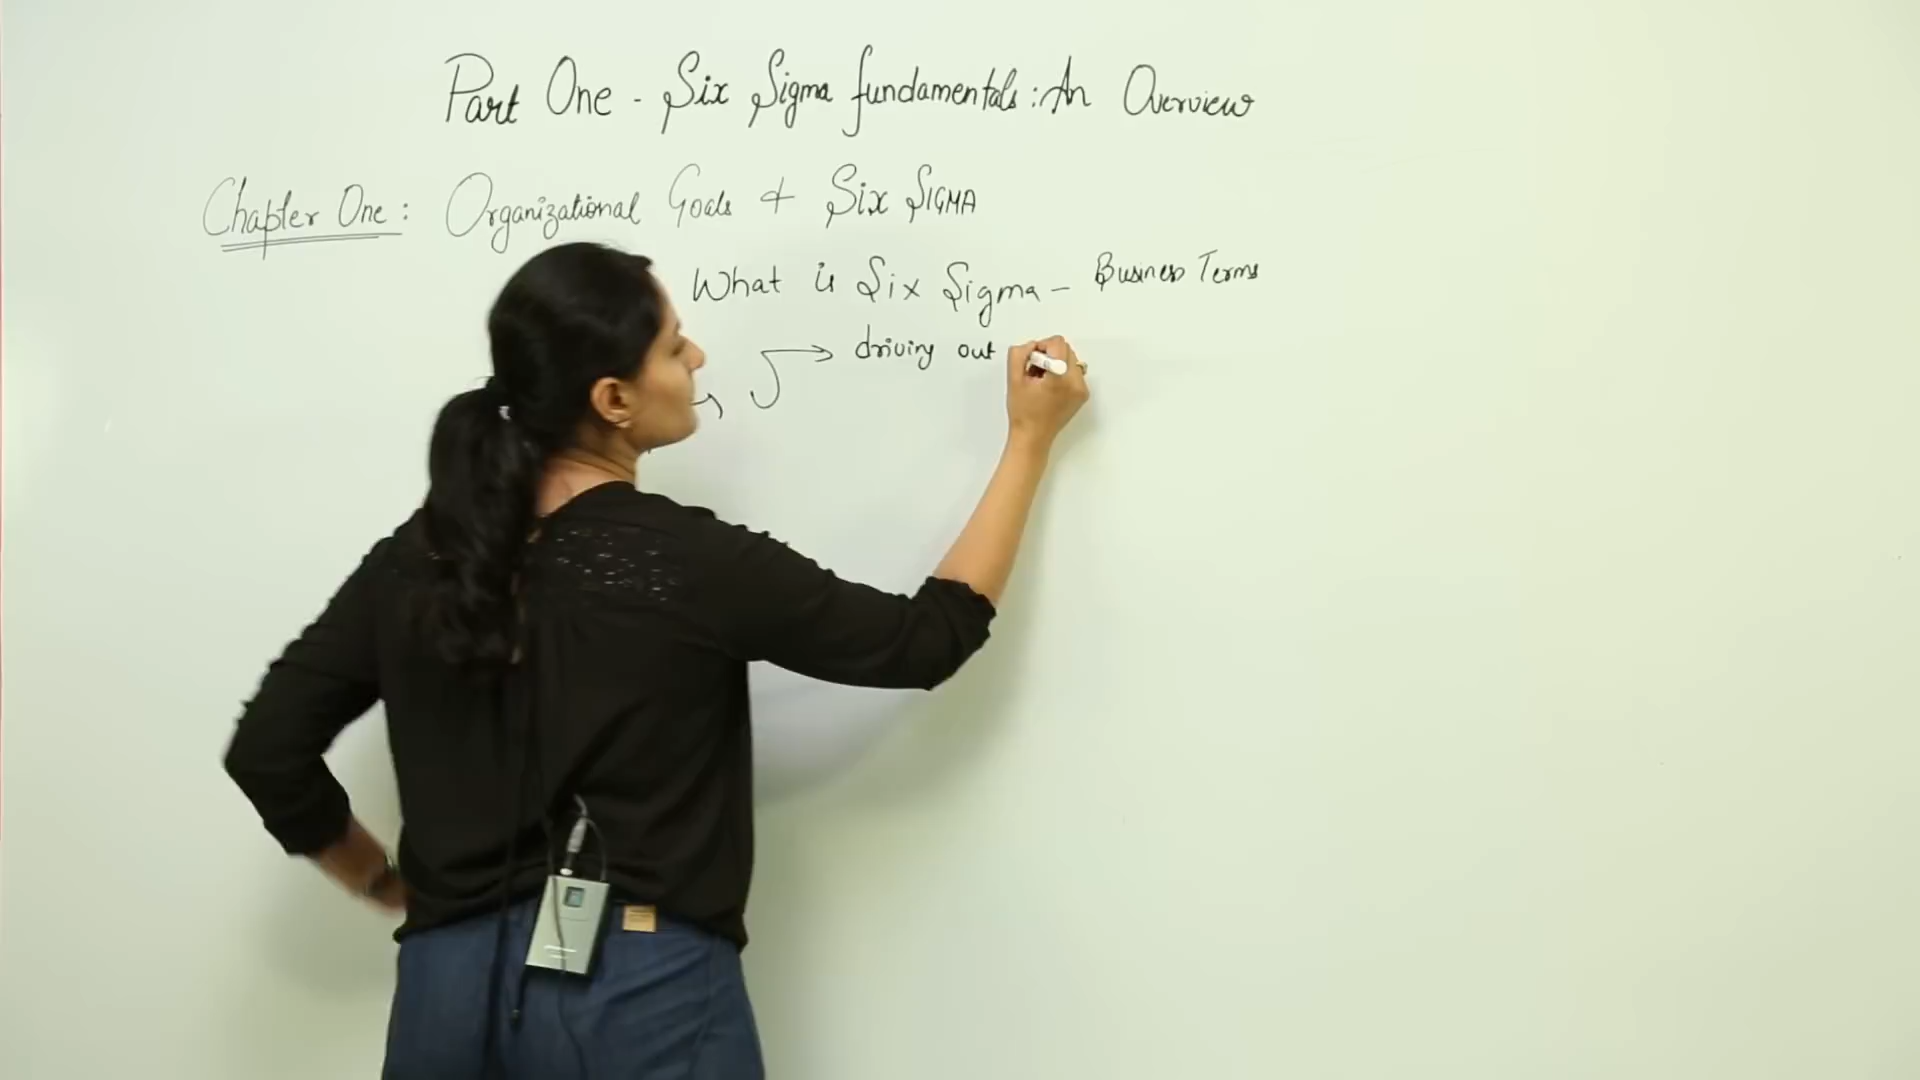 Part One - Six Sigma fundamentals: An Overview
Chapter One: Organizational Goals & Six SIGMA
What is Six Sigma - Business Terms
driving out